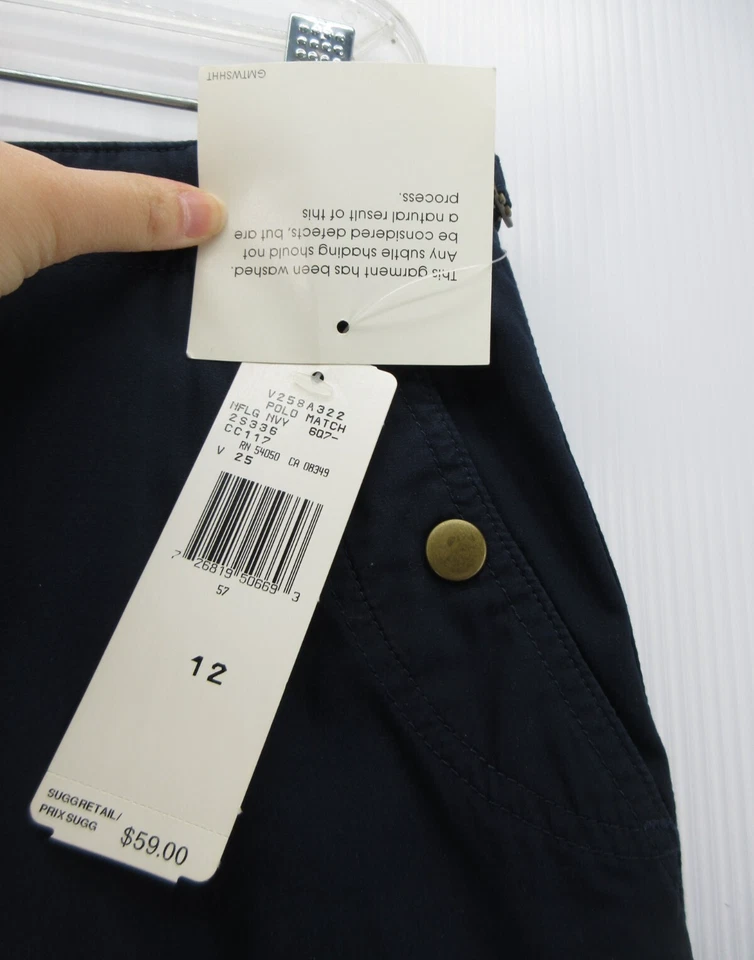 GMTWSHHT
This garment has been washed.
Any subtle shading should not
be considered defects, but are
a natural result of this
process.
V258A322
POLO MATCH
NFLG NVY 6Q7-
2S336
CC117
RN 54050 CA 08349
V 25
7 26819 50669 3
57
12
SUGG RETAIL/
PRIX SUGG $59.00